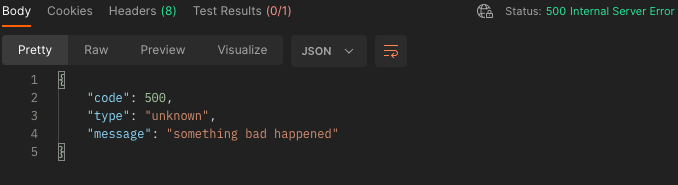 Body Cookies Headers (8) Test Results (0/1) Status: 500 Internal Server Error
Pretty Raw Preview Visualize JSON
1 {
2 "code": 500,
3 "type": "unknown",
4 "message": "something bad happened"
5 }